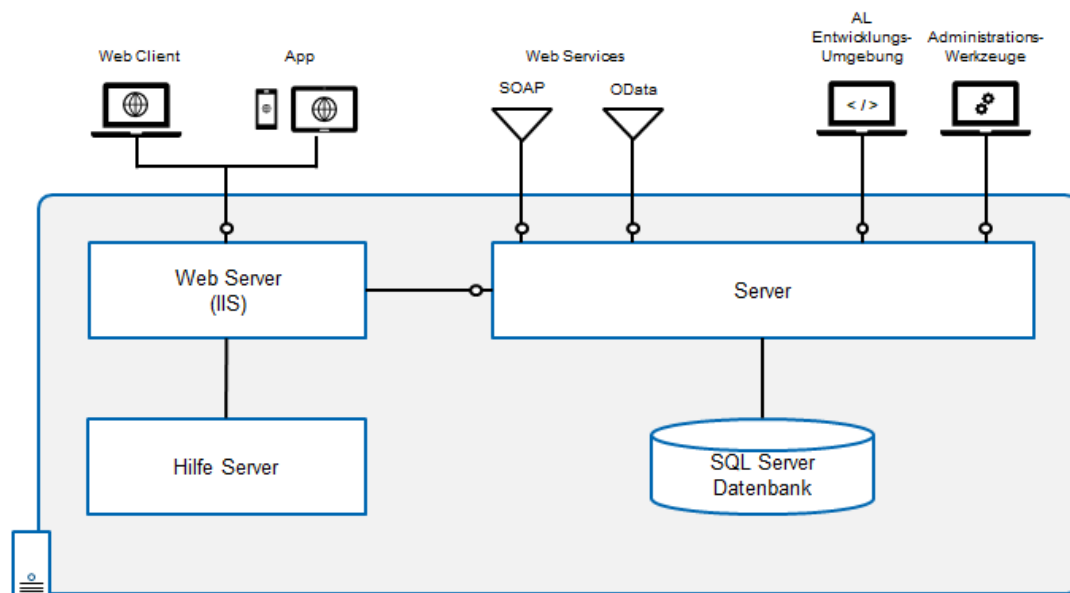 Web Client
App
Web Services
SOAP
OData
AL
Entwicklungs-
Umgebung
Administrations-
Werkzeuge
< / >
Web Server
(IIS)
Server
Hilfe Server
SQL Server
Datenbank